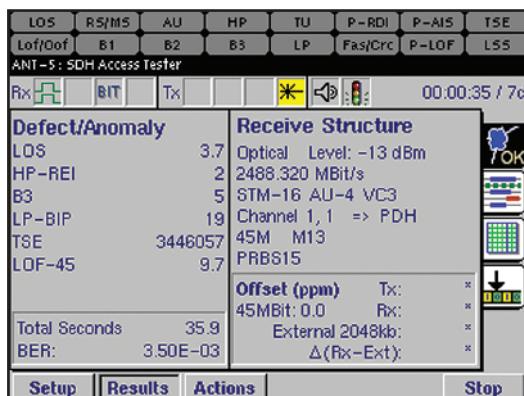 LOS RS/MS AU HP TU P-RDI P-AIS TSE
Lof/Oof B1 B2 B3 LP Fas/Crc P-LOF LSS
ANT-5 : SDH Access Tester
Rx BIT Tx 00:00:35 / 7c
Defect/Anomaly
LOS 3.7
HP-REI 2
B3 5
LP-BIP 19
TSE 3446057
LOF-45 9.7
Total Seconds 35.9
BER: 3.50E-03
Receive Structure
Optical Level: -13 dBm
2488.320 MBit/s
STM-16 AU-4 VC3
Channel 1, 1 => PDH
45M M13
PRBS15
Offset (ppm) Tx: *
45MBit: 0.0 Rx: *
External 2048kb: *
Δ(Rx-Ext): *
?OK
Setup Results Actions Stop